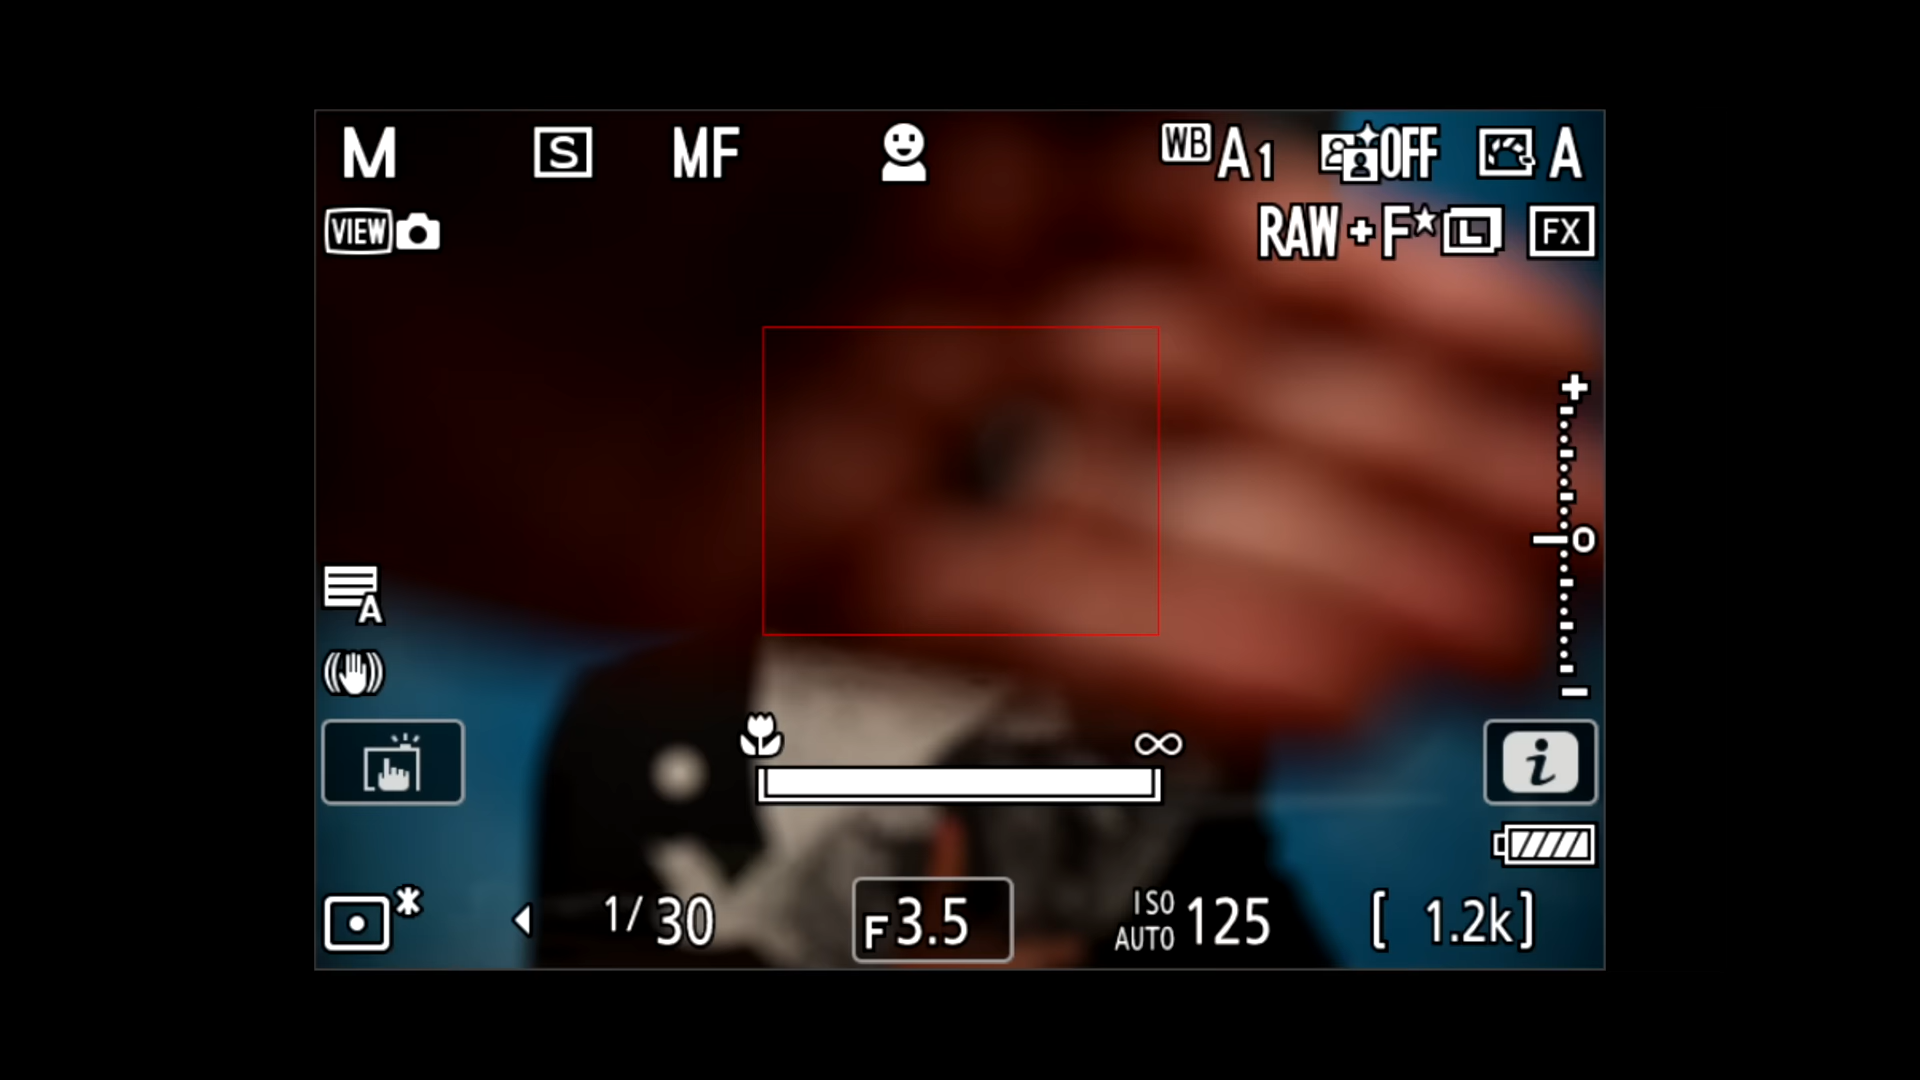 M S MF WB A1 OFF A
VIEW RAW + F★ L FX
+
0
A
-
∞
i
1/30 F3.5 ISO AUTO 125 [ 1.2k]